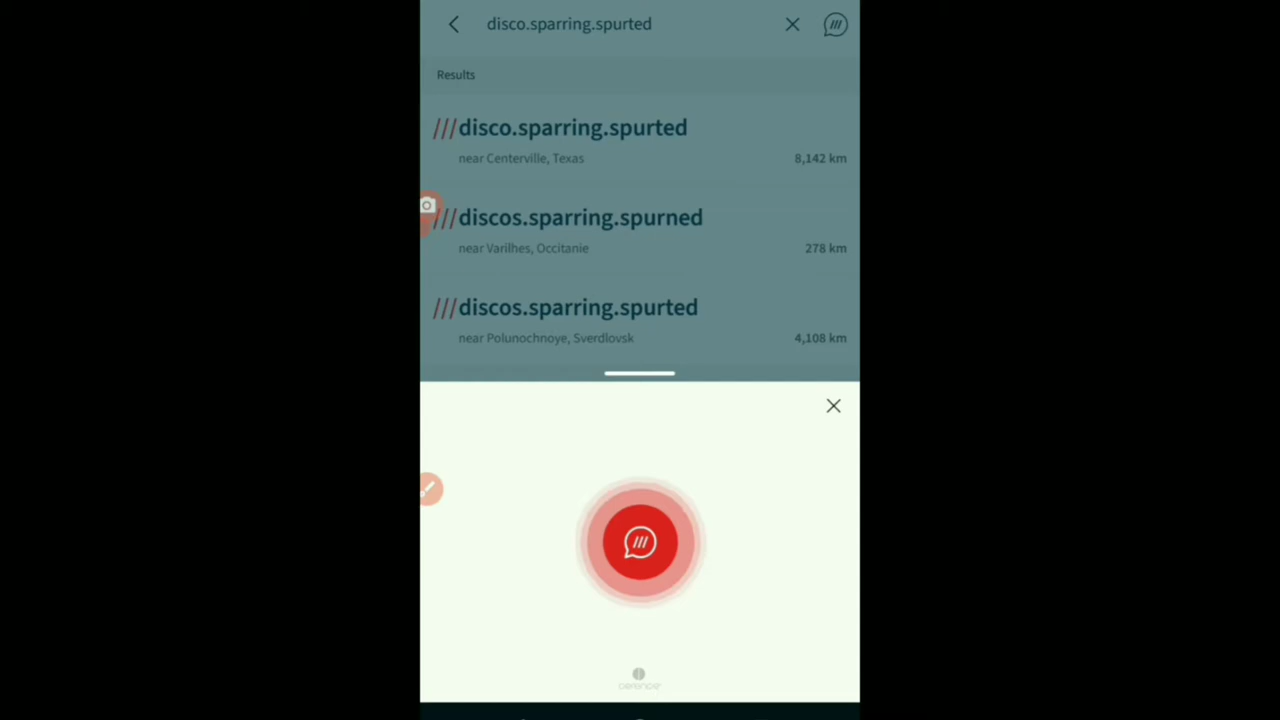 disco.sparring.spurted
Results
///disco.sparring.spurted
near Centerville, Texas
8,142 km
///discos.sparring.spurned
near Varilhes, Occitanie
278 km
///discos.sparring.spurted
near Polunochnoye, Sverdlovsk
4,108 km